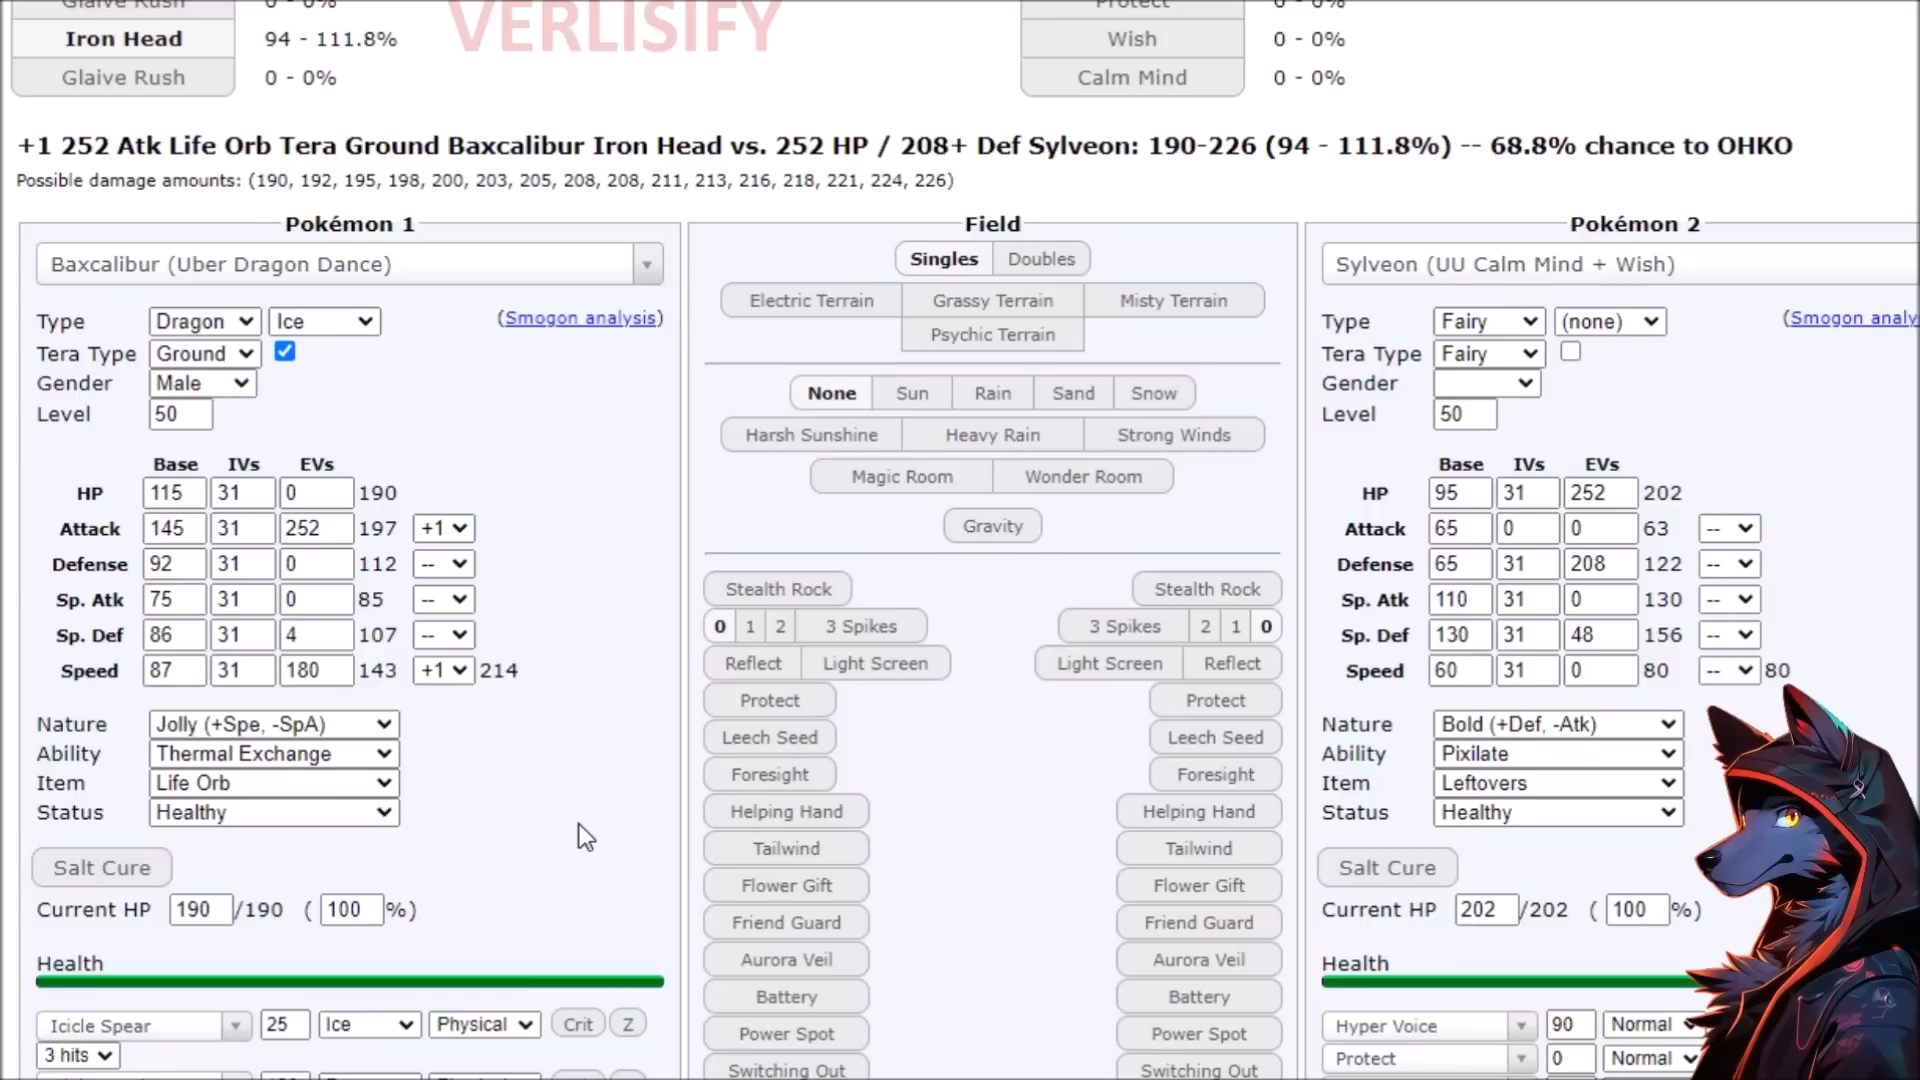 Glaive Rush 0 - 0% Protect 0 - 0%
VERLISIFY
Iron Head 94 - 111.8% Wish 0 - 0%
Glaive Rush 0 - 0% Calm Mind 0 - 0%
+1 252 Atk Life Orb Tera Ground Baxcalibur Iron Head vs. 252 HP / 208+ Def Sylveon: 190-226 (94 - 111.8%) -- 68.8% chance to OHKO
Possible damage amounts: (190, 192, 195, 198, 200, 203, 205, 208, 208, 211, 213, 216, 218, 221, 224, 226)
Pokémon 1
Baxcalibur (Uber Dragon Dance)
Type Dragon Ice (Smogon analysis)
Tera Type Ground
Gender Male
Level 50
Base IVs EVs
HP 115 31 0 190
Attack 145 31 252 197 +1
Defense 92 31 0 112 --
Sp. Atk 75 31 0 85 --
Sp. Def 86 31 4 107 --
Speed 87 31 180 143 +1 214
Nature Jolly (+Spe, -SpA)
Ability Thermal Exchange
Item Life Orb
Status Healthy
Salt Cure
Current HP 190 /190 ( 100 %)
Health
Icicle Spear 25 Ice Physical Crit Z
3 hits
Field
Singles Doubles
Electric Terrain Grassy Terrain Misty Terrain
Psychic Terrain
None Sun Rain Sand Snow
Harsh Sunshine Heavy Rain Strong Winds
Magic Room Wonder Room
Gravity
Stealth Rock Stealth Rock
0 1 2 3 Spikes 3 Spikes 2 1 0
Reflect Light Screen Light Screen Reflect
Protect Protect
Leech Seed Leech Seed
Foresight Foresight
Helping Hand Helping Hand
Tailwind Tailwind
Flower Gift Flower Gift
Friend Guard Friend Guard
Aurora Veil Aurora Veil
Battery Battery
Power Spot Power Spot
Switching Out Switching Out
Pokémon 2
Sylveon (UU Calm Mind + Wish)
Type Fairy (none) (Smogon analy
Tera Type Fairy
Gender
Level 50
Base IVs EVs
HP 95 31 252 202
Attack 65 0 0 63 --
Defense 65 31 208 122 --
Sp. Atk 110 31 0 130 --
Sp. Def 130 31 48 156 --
Speed 60 31 0 80 -- 80
Nature Bold (+Def, -Atk)
Ability Pixilate
Item Leftovers
Status Healthy
Salt Cure
Current HP 202 /202 ( 100 %)
Health
Hyper Voice 90 Normal
Protect 0 Normal